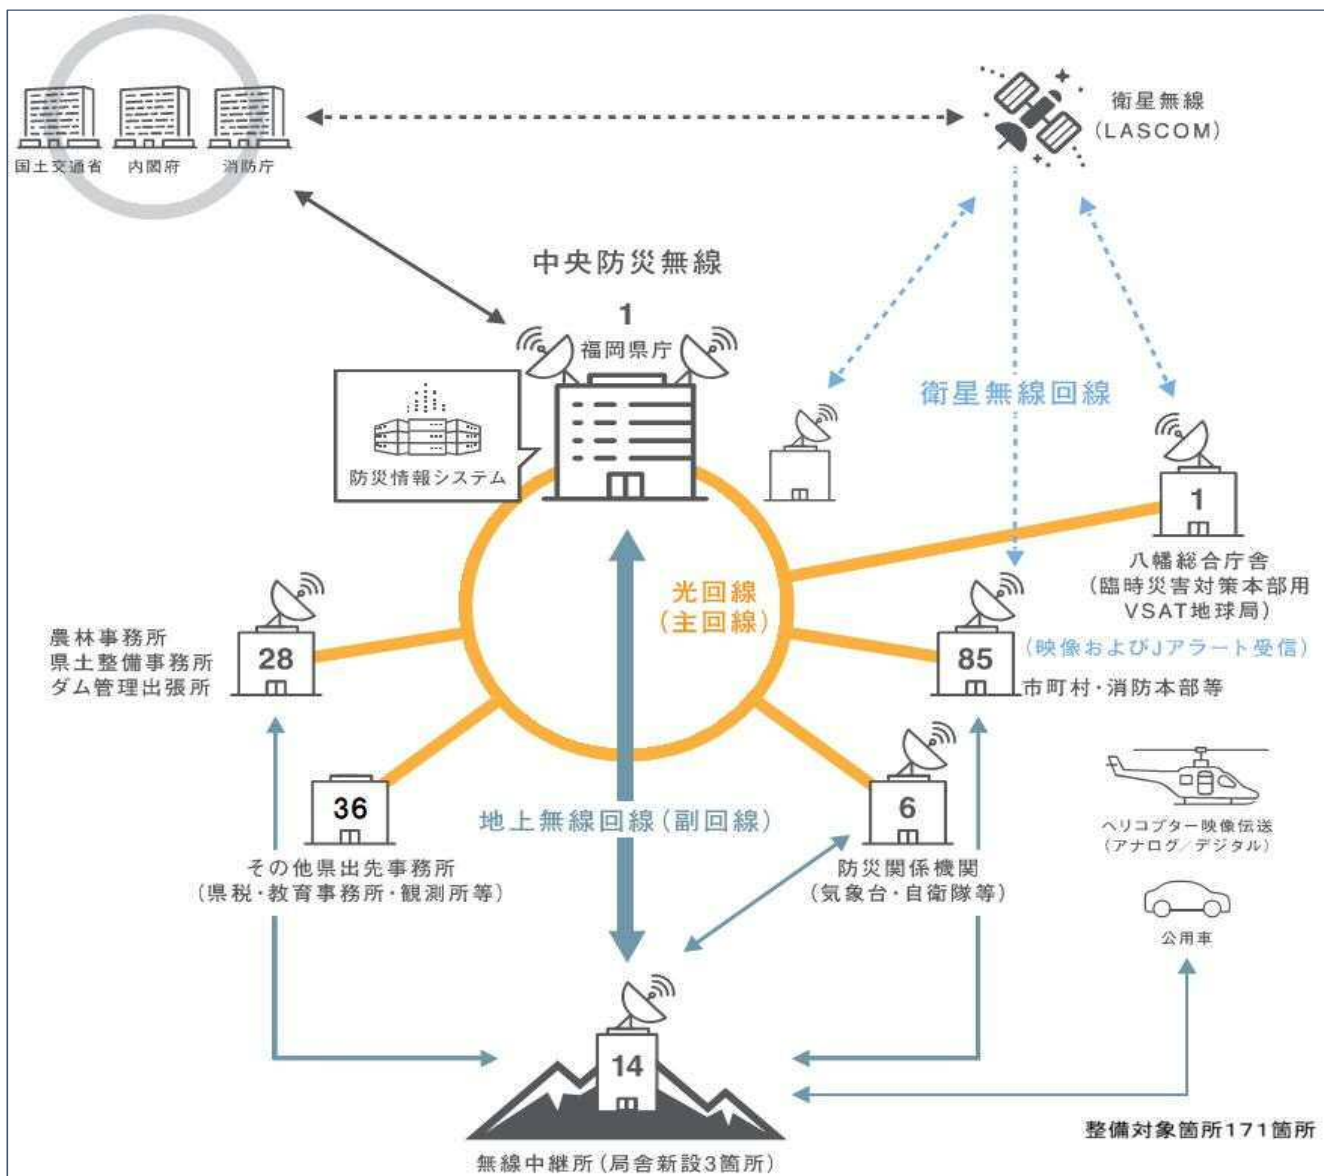 国土交通省
内閣府
消防庁
衛星無線
(LASCOM)
中央防災無線
1
福岡県庁
防災情報システム
衛星無線回線
1
八幡総合庁舎
(臨時災害対策本部用
VSAT地球局)
光回線
(主回線)
農林事務所
県土整備事務所
ダム管理出張所
28
85
(映像およびJアラート受信)
市町村・消防本部等
36
その他県出先事務所
(県税・教育事務所・観測所等)
地上無線回線(副回線)
6
防災関係機関
(気象台・自衛隊等)
ヘリコプター映像伝送
(アナログ/デジタル)
公用車
14
無線中継所(局舎新設3箇所)
整備対象箇所171箇所